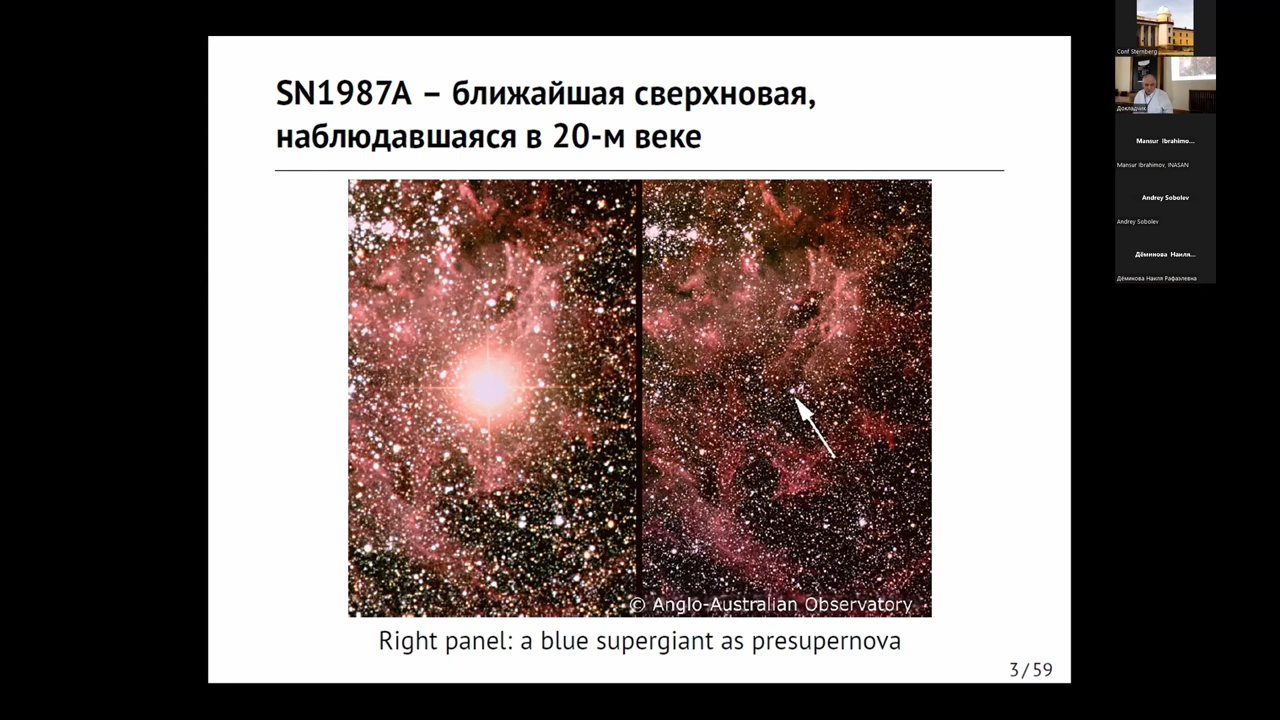 SN1987A – ближайшая сверхновая,
наблюдавшаяся в 20-м веке
© Anglo-Australian Observatory
Right panel: a blue supergiant as presupernova
3/59
Conf Sternberg
Докладчик
Mansur Ibrahimo...
Mansur Ibrahimov, INASAN
Andrey Sobolev
Andrey Sobolev
Дёминова Наиля...
Дёминова Наиля Рафаэлевна